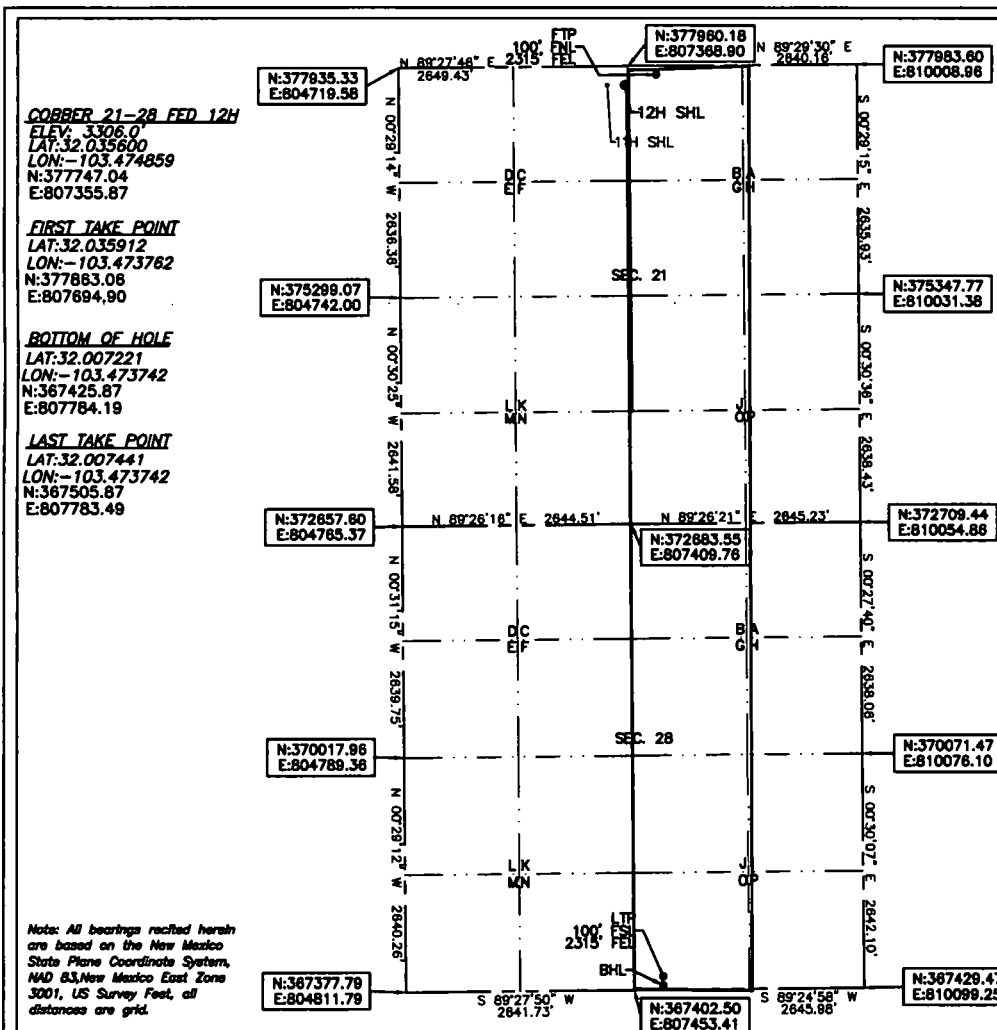 COBBER 21-28 FED 12H
ELEV: 3306.0'
LAT:32.035600
LON:-103.474859
N:377747.04
E:807355.87
FIRST TAKE POINT
LAT:32.035912
LON:-103.473762
N:377863.06
E:807694.90
BOTTOM OF HOLE
LAT:32.007221
LON:-103.473742
N:367425.87
E:807784.19
LAST TAKE POINT
LAT:32.007441
LON:-103.473742
N:367505.87
E:807783.49
FTP
100' FNL
2315' FEL
N:377960.18
E:807368.90
N 89°29'30" E
2640.16'
N:377983.60
E:810008.96
N 89°27'46" E
2649.43'
N:377935.33
E:804719.58
12H SHL
11H SHL
N 00°29'14" W
2636.36'
S 00°29'15" E
2635.93'
D C
E F
B A
G H
SEC. 21
N:375299.07
E:804742.00
N:375347.77
E:810031.38
N 00°30'25" W
2641.58'
S 00°30'36" E
2638.43'
L K
M N
J
O P
N:372657.60
E:804765.37
N 89°26'16" E 2644.51'
N 89°26'21" E 2645.23'
N:372709.44
E:810054.86
N:372683.55
E:807409.76
N 00°31'15" W
2639.75'
S 00°27'40" E
2638.06'
D C
E F
B A
G H
SEC. 28
N:370017.96
E:804789.36
N:370071.47
E:810076.10
N 00°29'12" W
2640.26'
S 00°30'07" E
2642.10'
L K
M N
J
O P
LTP
100' FSL
2315' FEL
BHL
N:367377.79
E:804811.79
S 89°27'50" W
2641.73'
N:367402.50
E:807453.41
S 89°24'58" W
2645.98'
N:367429.47
E:810099.25
Note: All bearings recited herein
are based on the New Mexico
State Plane Coordinate System,
NAD 83,New Mexico East Zone
3001, US Survey Feet, all
distances are grid.